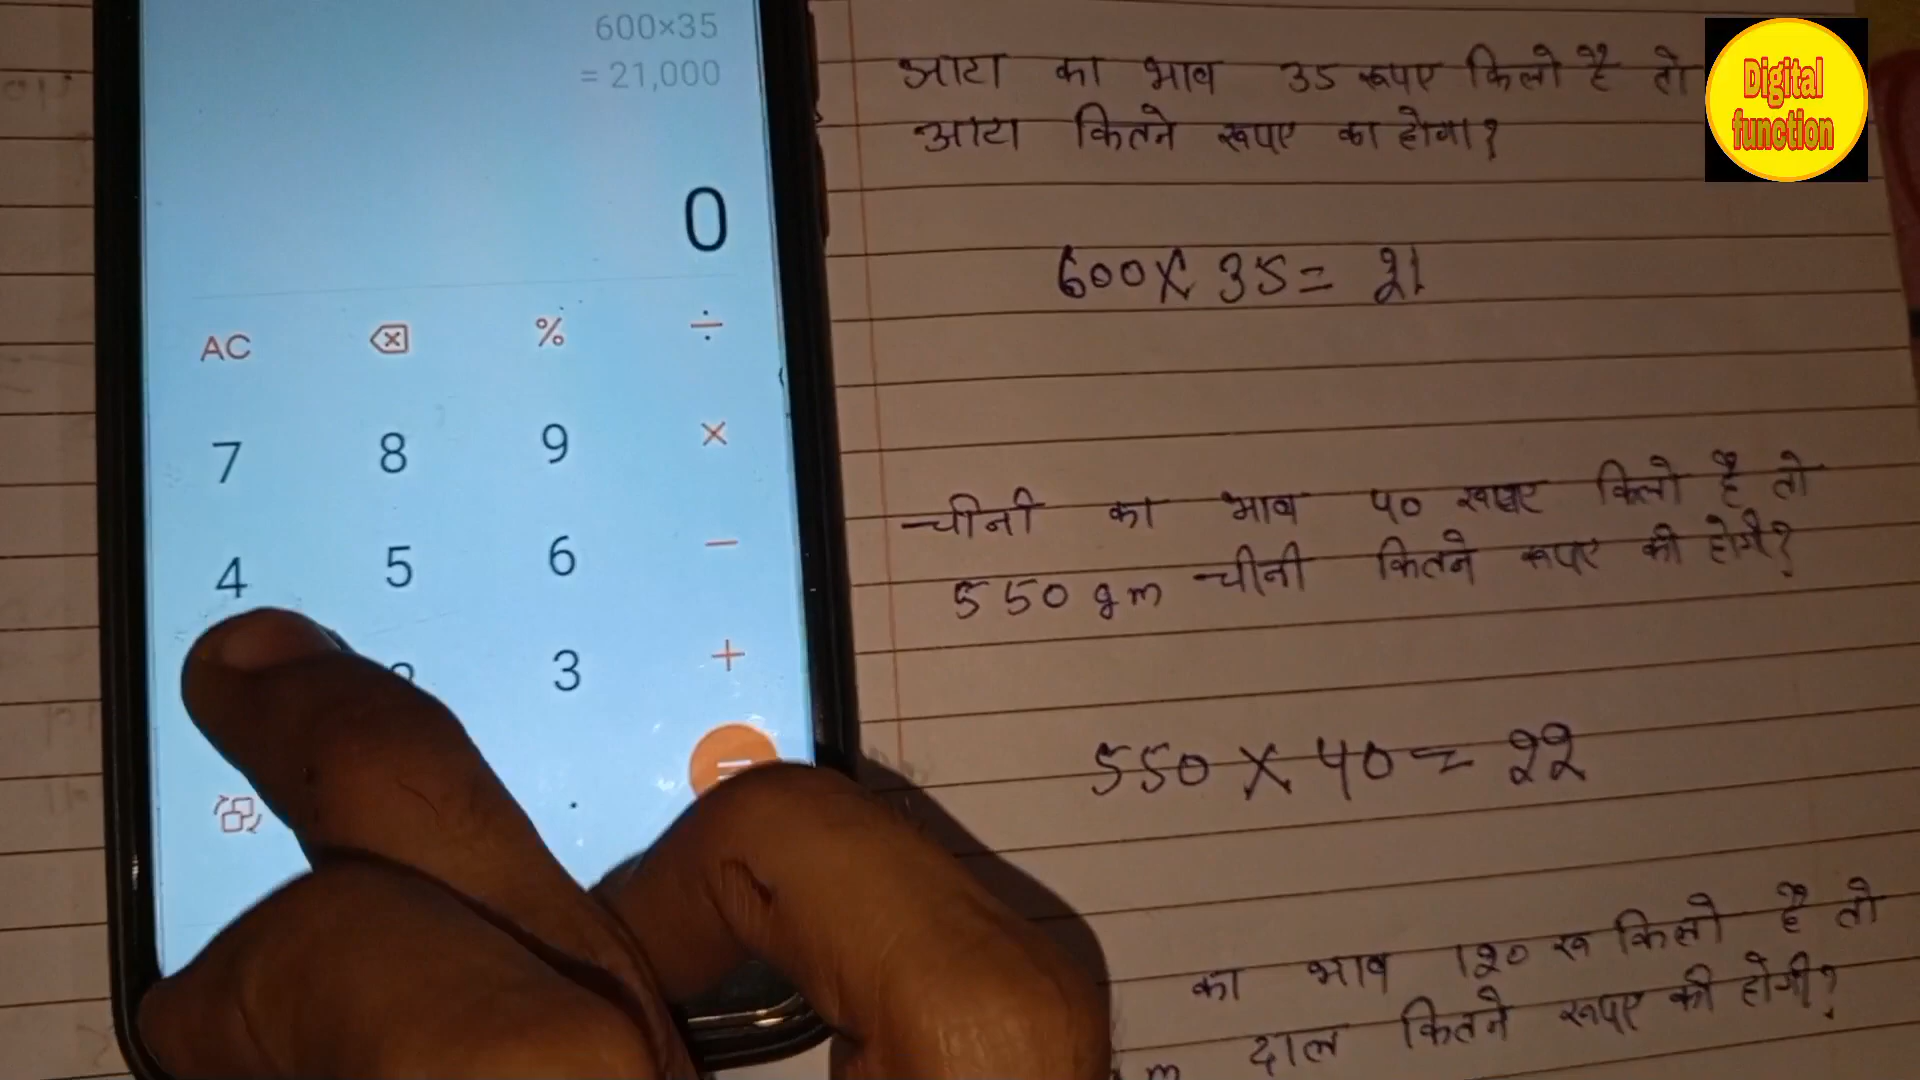 600×35
= 21,000
0
AC % ÷
7 8 9 ×
4 5 6 −
3 +
=
.
आटा का भाव 35 रूपए किलो है तो
आटा कितने रूपए का होगा?
600 X 35 = 21
चीनी का भाव 40 रूपए किलो है तो
550 gm चीनी कितने रूपए की होगी?
550 X 40 = 22
का भाव 120 रू किलो है तो
m दाल कितने रूपए की होगी?
Digital
function